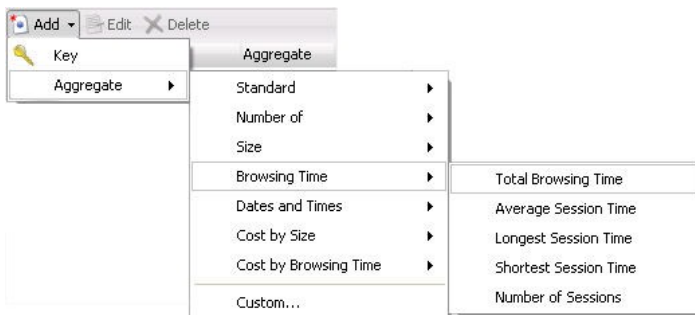 Add Edit Delete
Key
Aggregate
Aggregate
Standard
Number of
Size
Browsing Time
Dates and Times
Cost by Size
Cost by Browsing Time
Custom...
Total Browsing Time
Average Session Time
Longest Session Time
Shortest Session Time
Number of Sessions